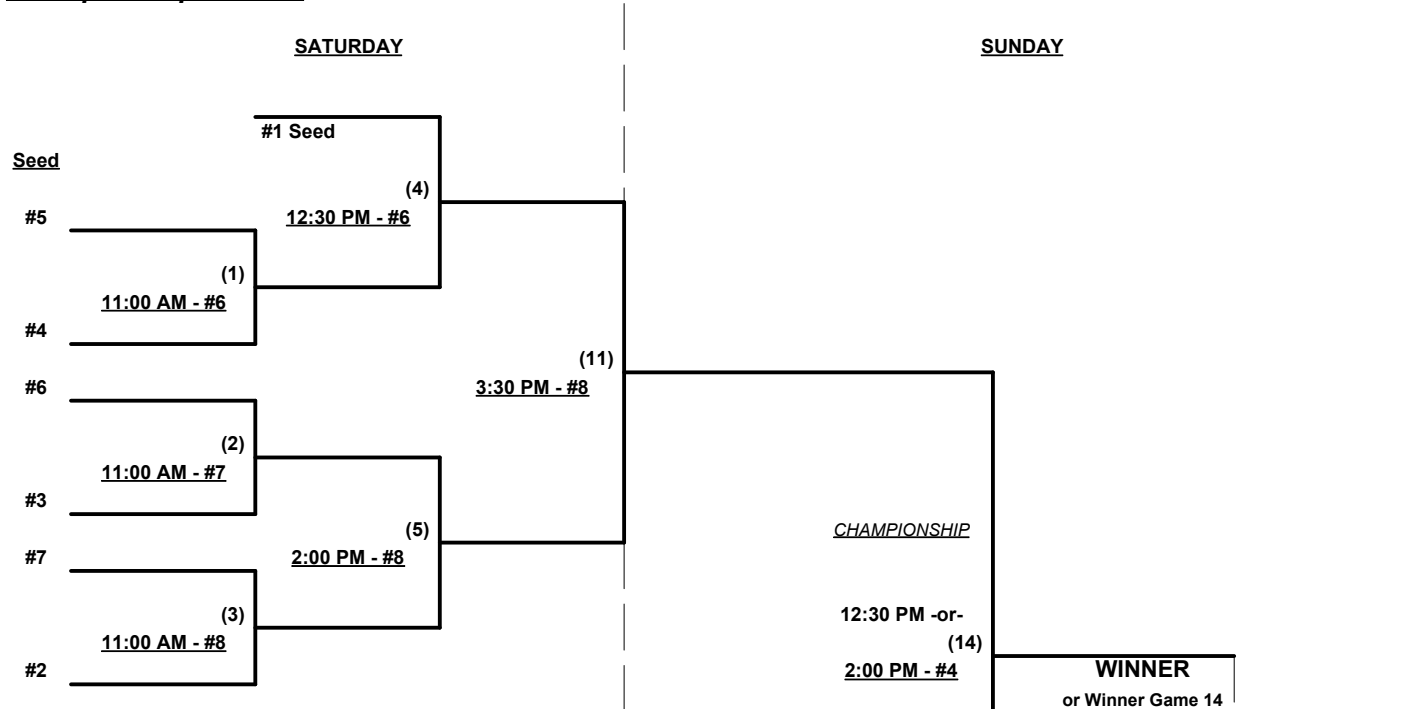 SATURDAY
SUNDAY
#1 Seed
Seed
(4)
#5
12:30 PM - #6
(1)
11:00 AM - #6
#4
(11)
#6
3:30 PM - #8
(2)
11:00 AM - #7
#3
(5)
CHAMPIONSHIP
#7
2:00 PM - #8
(3)
12:30 PM -or-
11:00 AM - #8
(14)
#2
2:00 PM - #4
WINNER
or Winner Game 14